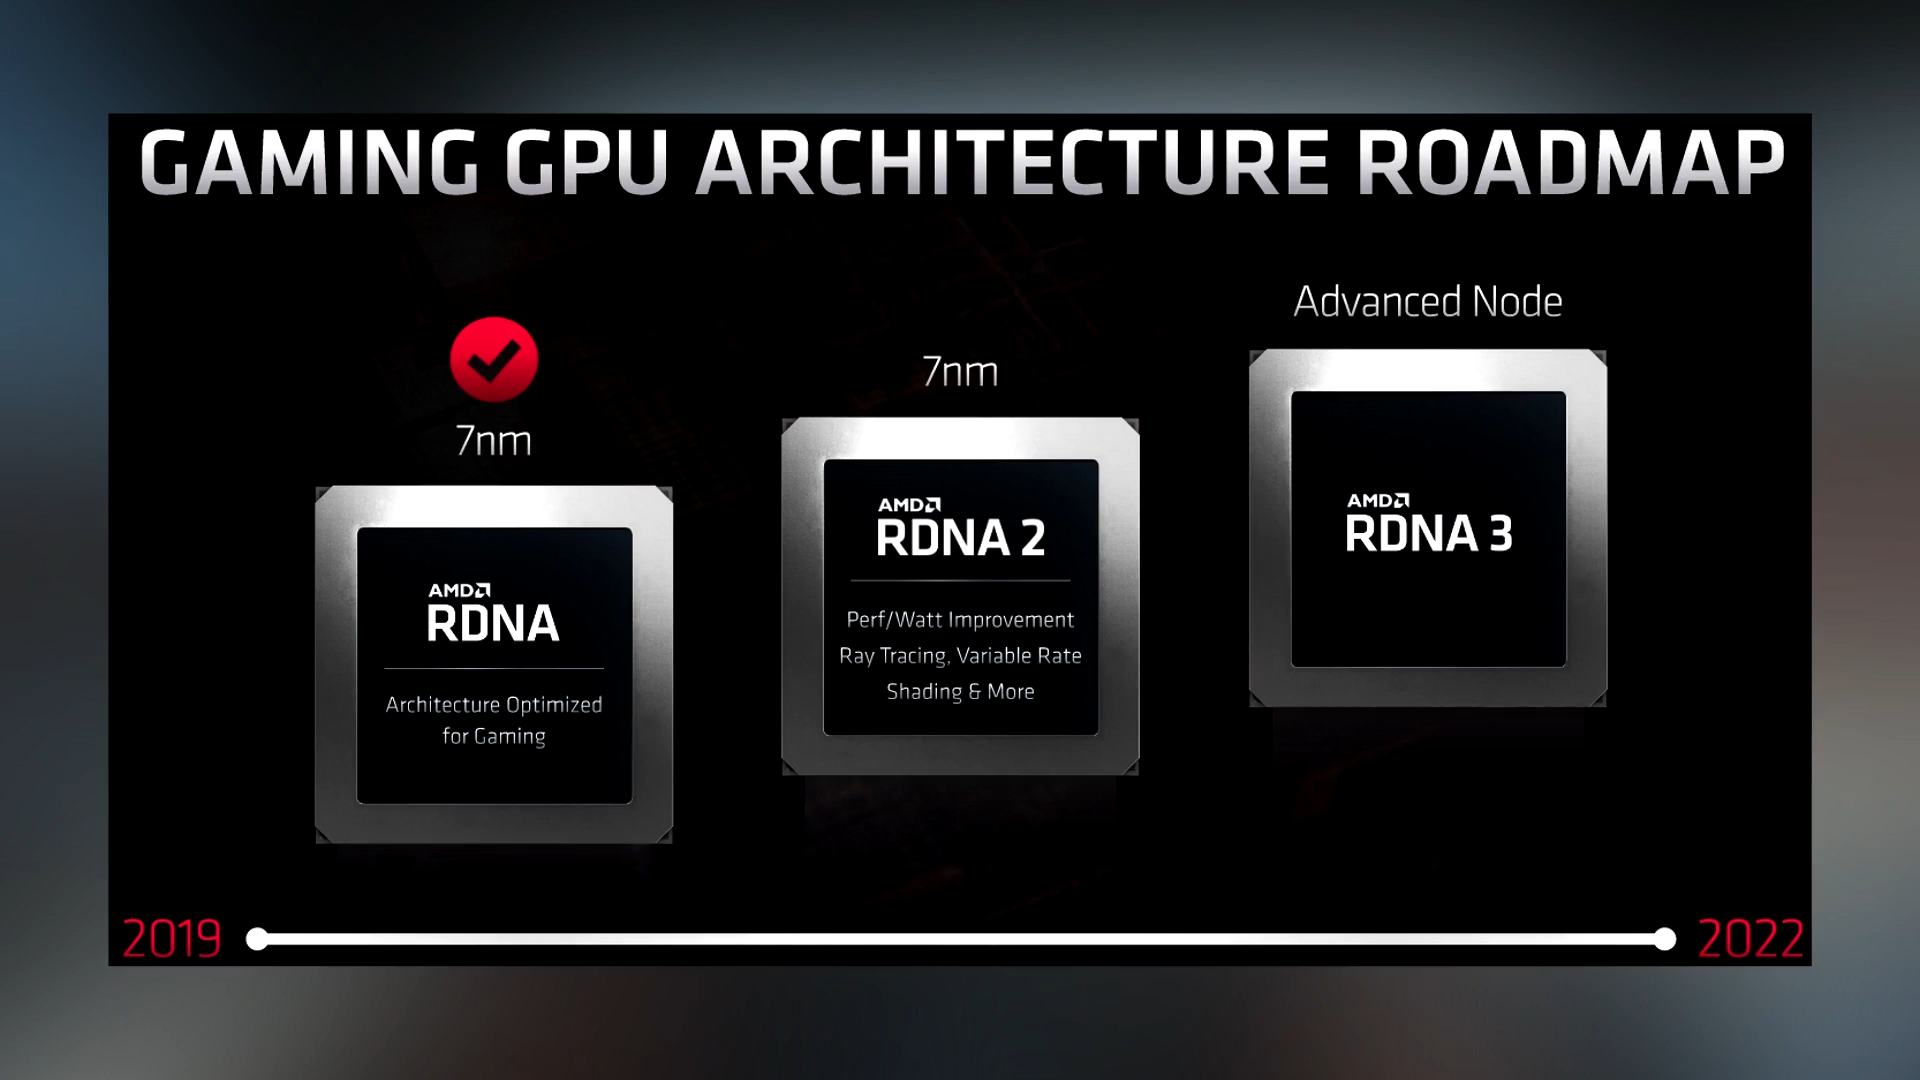 GAMING GPU ARCHITECTURE ROADMAP
7nm
AMD
RDNA
Architecture Optimized
for Gaming
7nm
AMD
RDNA 2
Perf/Watt Improvement
Ray Tracing, Variable Rate
Shading & More
Advanced Node
AMD
RDNA 3
2019
2022